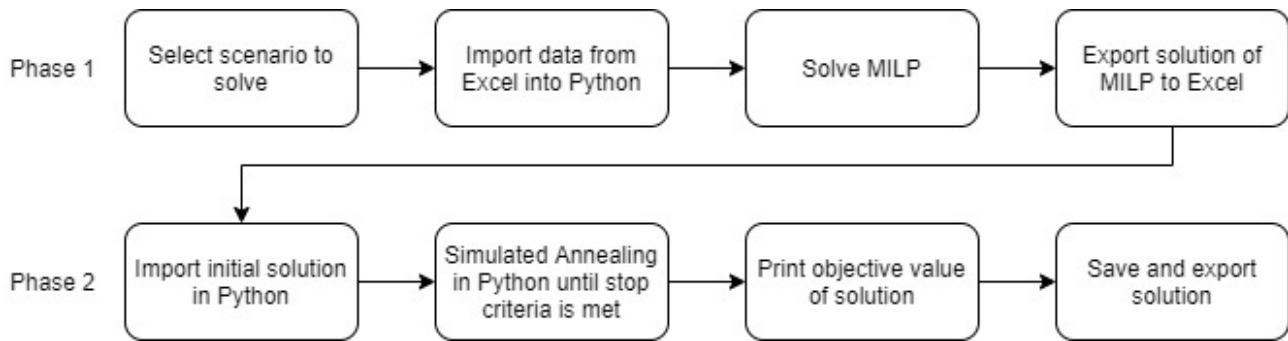 Phase 1
Select scenario to
solve
Import data from
Excel into Python
Solve MILP
Export solution of
MILP to Excel
Phase 2
Import initial solution
in Python
Simulated Annealing
in Python until stop
criteria is met
Print objective value
of solution
Save and export
solution